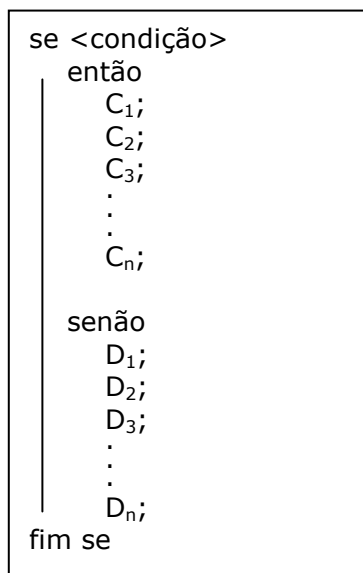 se <condição>
então
C₁;
C₂;
C₃;
.
.
.
Cₙ;
senão
D₁;
D₂;
D₃;
.
.
.
Dₙ;
fim se